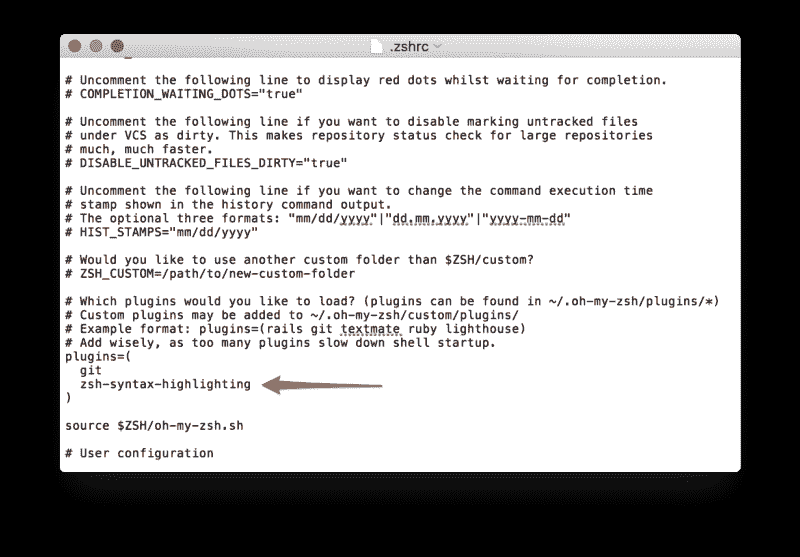 .zshrc
# Uncomment the following line to display red dots whilst waiting for completion.
# COMPLETION_WAITING_DOTS="true"
# Uncomment the following line if you want to disable marking untracked files
# under VCS as dirty. This makes repository status check for large repositories
# much, much faster.
# DISABLE_UNTRACKED_FILES_DIRTY="true"
# Uncomment the following line if you want to change the command execution time
# stamp shown in the history command output.
# The optional three formats: "mm/dd/yyyy"|"dd.mm.yyyy"|"yyyy-mm-dd"
# HIST_STAMPS="mm/dd/yyyy"
# Would you like to use another custom folder than $ZSH/custom?
# ZSH_CUSTOM=/path/to/new-custom-folder
# Which plugins would you like to load? (plugins can be found in ~/.oh-my-zsh/plugins/*)
# Custom plugins may be added to ~/.oh-my-zsh/custom/plugins/
# Example format: plugins=(rails git textmate ruby lighthouse)
# Add wisely, as too many plugins slow down shell startup.
plugins=(
  git
  zsh-syntax-highlighting
)
source $ZSH/oh-my-zsh.sh
# User configuration